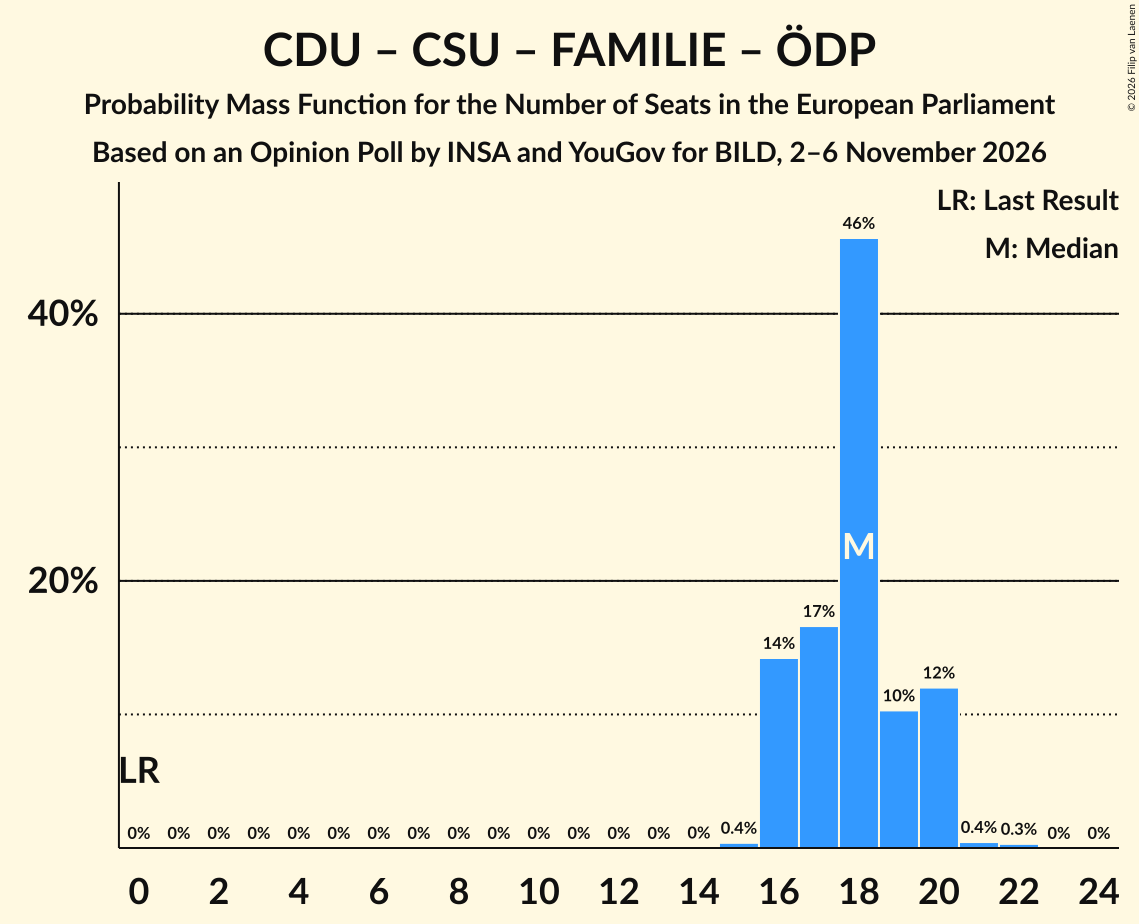 CDU – CSU – FAMILIE – ÖDP
Probability Mass Function for the Number of Seats in the European Parliament
Based on an Opinion Poll by INSA and YouGov for BILD, 2–6 November 2026
© 2026 Filip van Laenen
LR: Last Result
M: Median
46%
40%
M
20%
17%
14%
12%
10%
LR
0% 0% 0% 0% 0% 0% 0% 0% 0% 0% 0% 0% 0% 0% 0% 0.4% 0.4% 0.3% 0% 0%
0 2 4 6 8 10 12 14 16 18 20 22 24